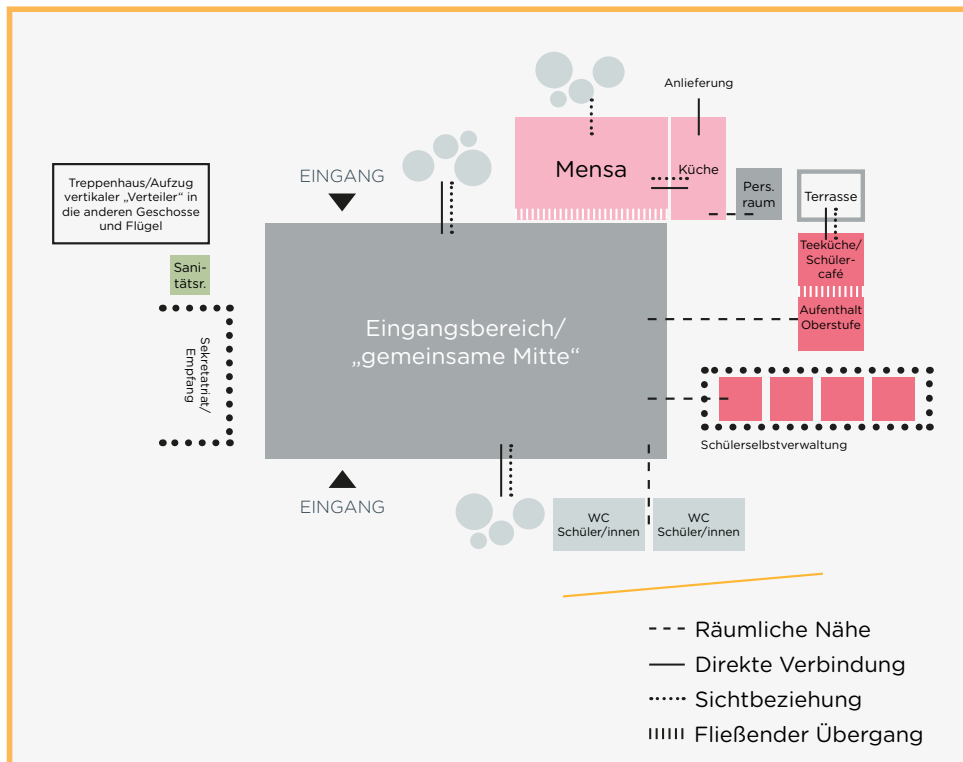 Anlieferung
Mensa
Küche
EINGANG
Treppenhaus/Aufzug
vertikaler „Verteiler“ in
die anderen Geschosse
und Flügel
Pers.
raum
Terrasse
Teeküche/
Schüler-
café
Sani-
tätsr.
Aufenthalt
Oberstufe
Eingangsbereich/
„gemeinsame Mitte“
Sekretatriat/
Empfang
Schülerselbstverwaltung
EINGANG
WC
Schüler/innen
WC
Schüler/innen
Räumliche Nähe
Direkte Verbindung
Sichtbeziehung
Fließender Übergang